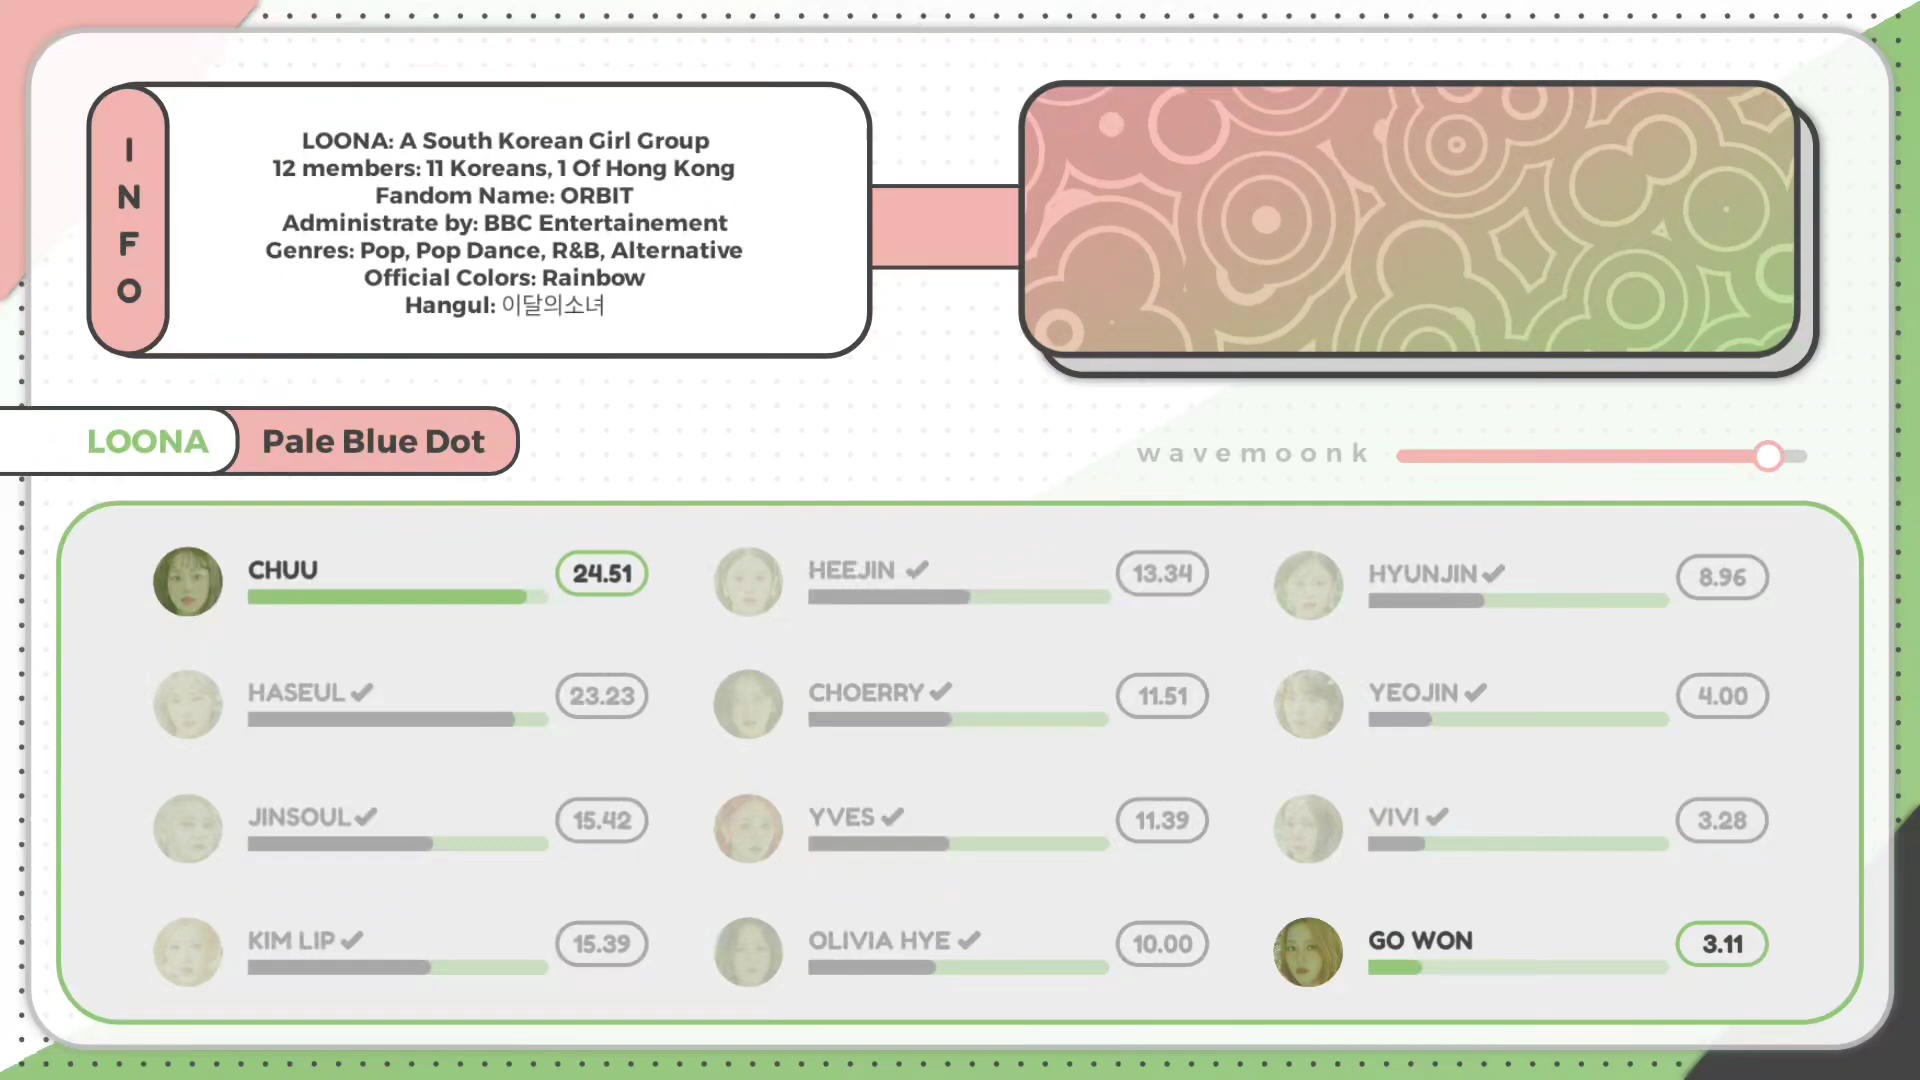 INFO
LOONA: A South Korean Girl Group
12 members: 11 Koreans, 1 Of Hong Kong
Fandom Name: ORBIT
Administrate by: BBC Entertainement
Genres: Pop, Pop Dance, R&B, Alternative
Official Colors: Rainbow
Hangul: 이달의소녀
LOONA Pale Blue Dot
wavemoonk
CHUU 24.51
HEEJIN ✔ 13.34
HYUNJIN ✔ 8.96
HASEUL ✔ 23.23
CHOERRY ✔ 11.51
YEOJIN ✔ 4.00
JINSOUL ✔ 15.42
YVES ✔ 11.39
VIVI ✔ 3.28
KIM LIP ✔ 15.39
OLIVIA HYE ✔ 10.00
GO WON 3.11